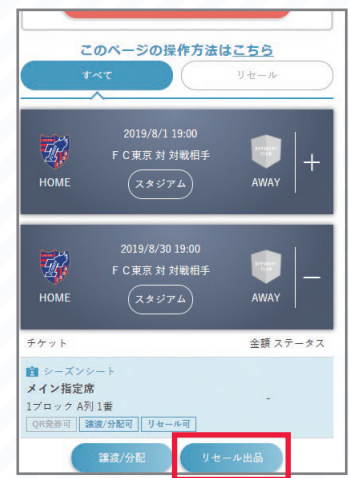 このページの操作方法はこちら
すべて
リセール
2019/8/1 19:00
FC東京 対 対戦相手
HOME
スタジアム
AWAY
2019/8/30 19:00
FC東京 対 対戦相手
HOME
スタジアム
AWAY
チケット 金額 ステータス
シーズンシート
メイン指定席
1ブロック A列 1番
-
QR発券可 譲渡/分配可 リセール可
譲渡/分配
リセール出品